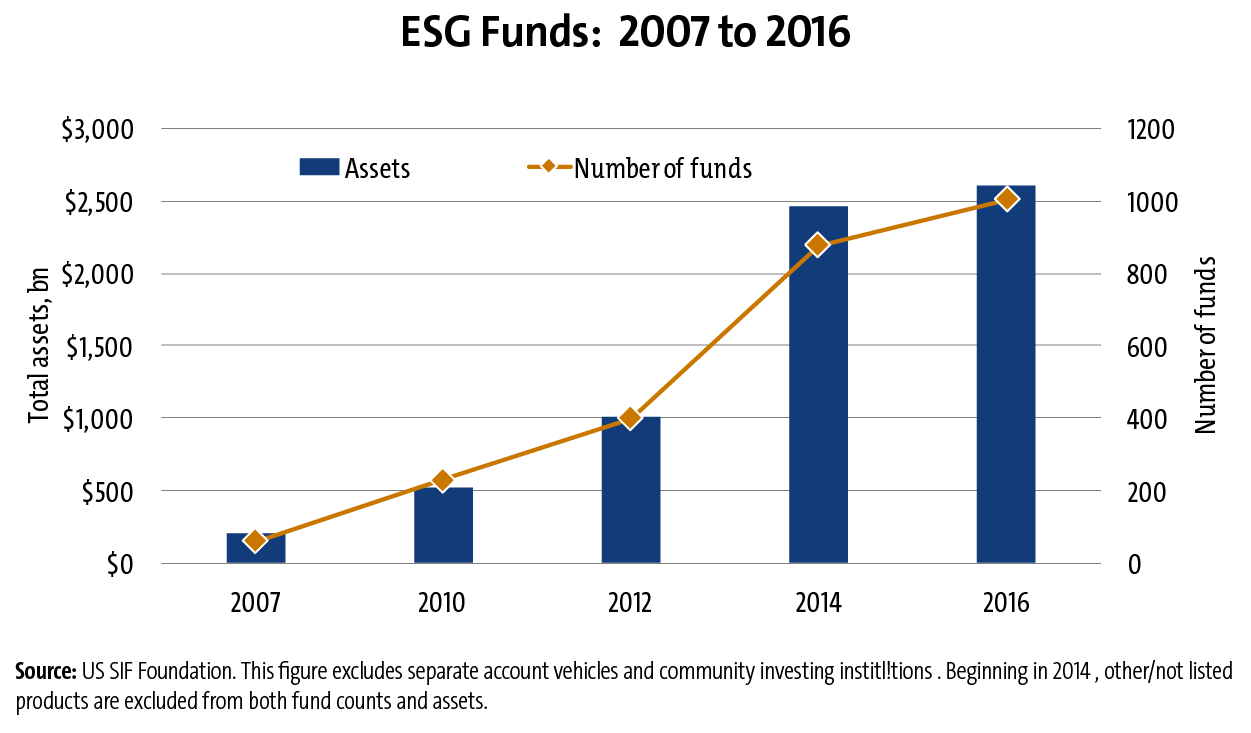 ESG Funds: 2007 to 2016
$3,000
$2,500
$2,000
$1,500
$1,000
$500
$0
Total assets, bn
Assets
Number of funds
1200
1000
800
600
400
200
0
Number of funds
2007
2010
2012
2014
2016
Source: US SIF Foundation. This figure excludes separate account vehicles and community investing institl!tions . Beginning in 2014 , other/not listed
products are excluded from both fund counts and assets.